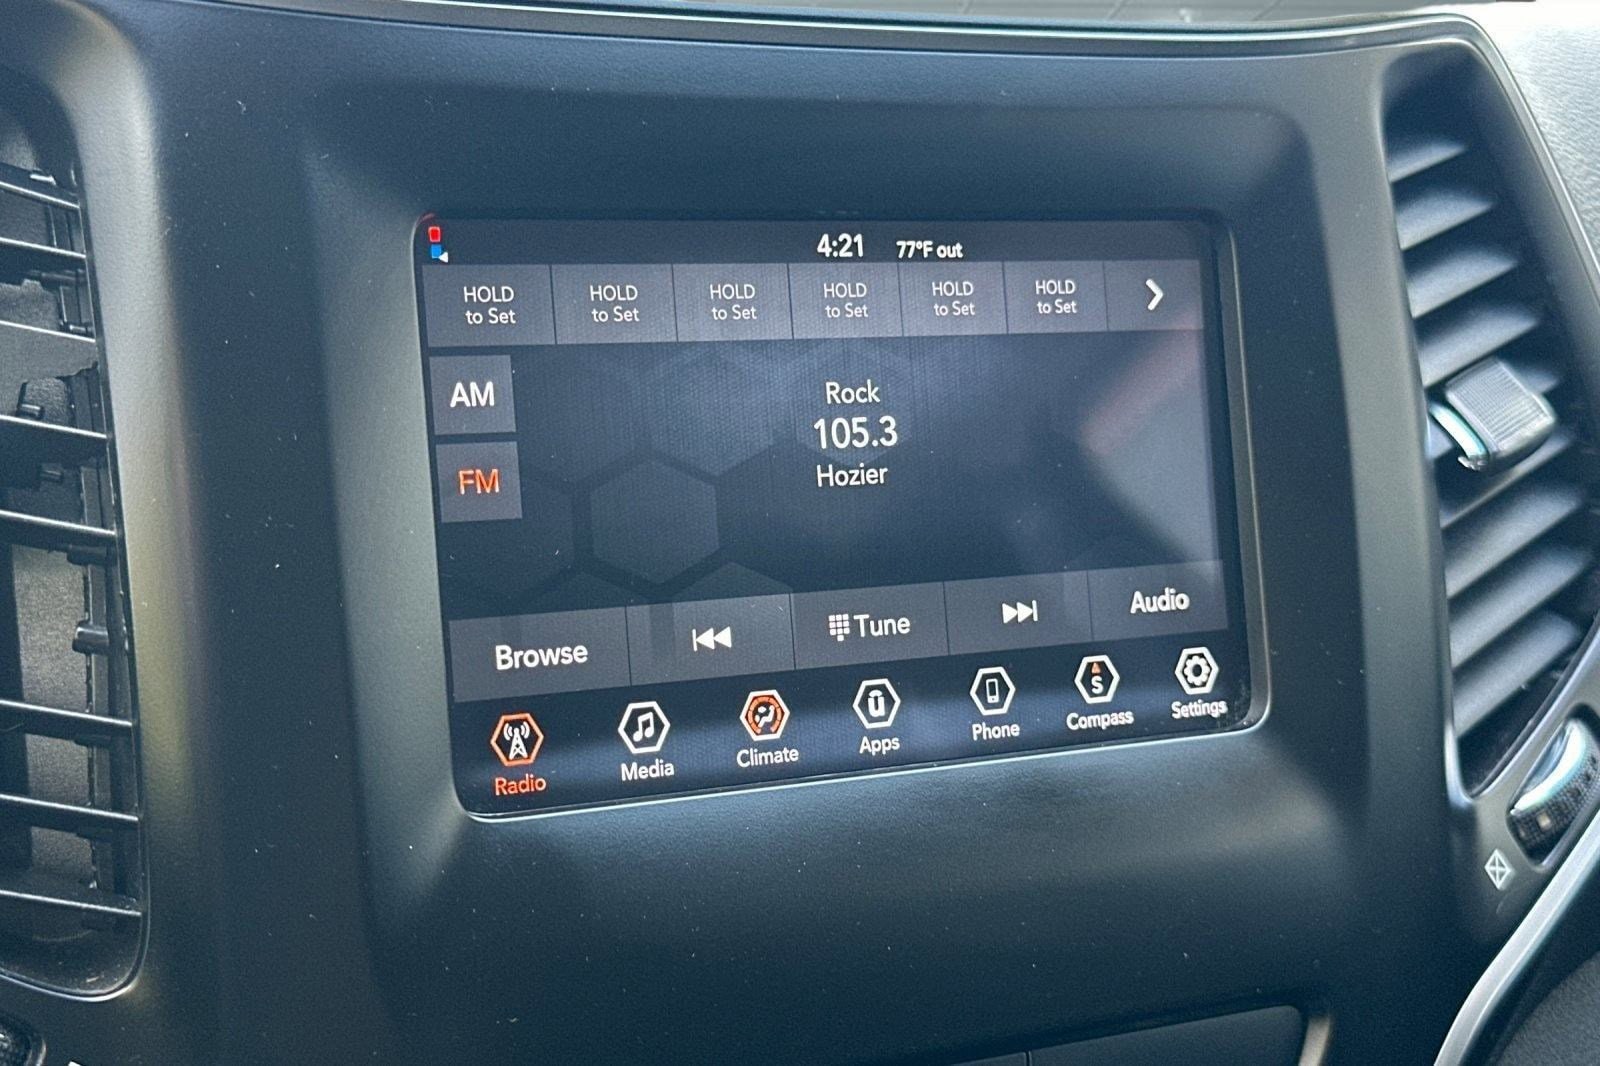 4:21 77°F out
HOLD to Set
HOLD to Set
HOLD to Set
HOLD to Set
HOLD to Set
HOLD to Set
AM
FM
Rock
105.3
Hozier
Browse
Tune
Audio
Radio
Media
Climate
Apps
Phone
S
Compass
Settings